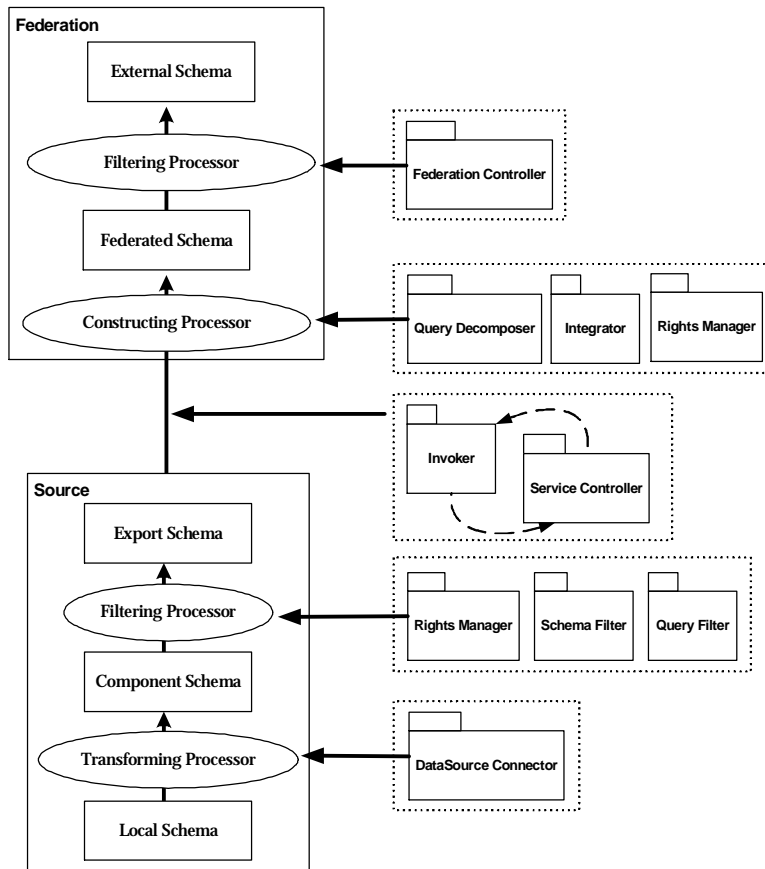 Federation
External Schema
Filtering Processor
Federation Controller
Federated Schema
Constructing Processor
Query Decomposer
Integrator
Rights Manager
Invoker
Service Controller
Source
Export Schema
Filtering Processor
Rights Manager
Schema Filter
Query Filter
Component Schema
Transforming Processor
DataSource Connector
Local Schema